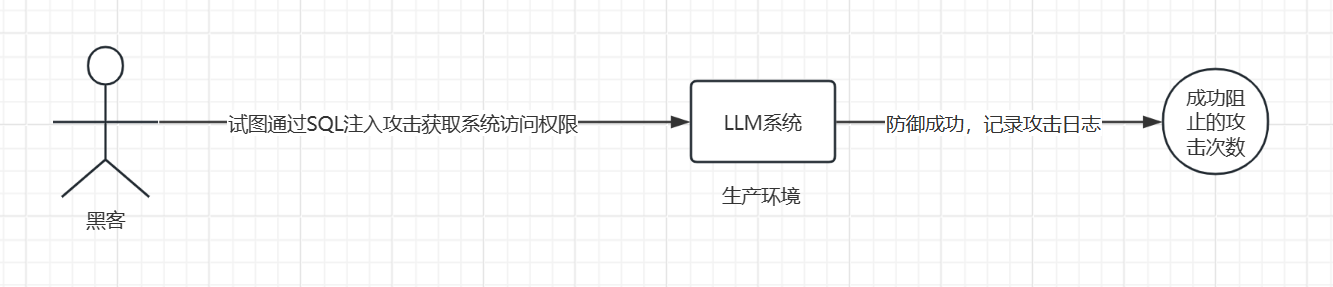 试图通过SQL注入攻击获取系统访问权限
LLM系统
防御成功，记录攻击日志
成功阻
止的攻
击次数
生产环境
黑客